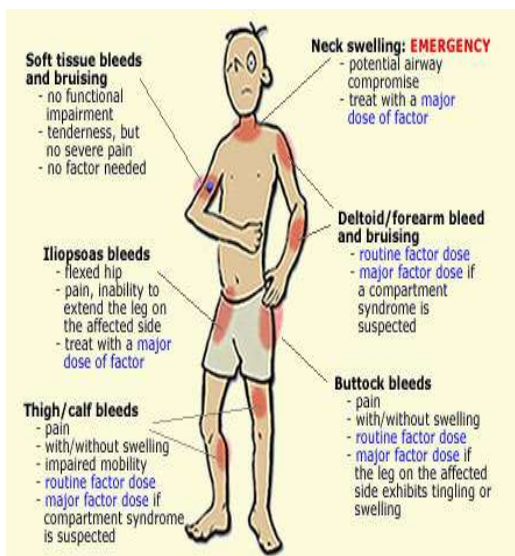 Soft tissue bleeds
and bruising
- no functional
impairment
- tenderness, but
no severe pain
- no factor needed
Neck swelling: EMERGENCY
- potential airway
compromise
- treat with a major
dose of factor
Iliopsoas bleeds
- flexed hip
- pain, inability to
extend the leg on
the affected side
- treat with a major
dose of factor
Deltoid/forearm bleed
and bruising
- routine factor dose
- major factor dose if
a compartment
syndrome is
suspected
Thigh/calf bleeds
- pain
- with/without swelling
- impaired mobility
- routine factor dose
- major factor dose if
compartment syndrome
is suspected
Buttock bleeds
- pain
- with/without swelling
- routine factor dose
- major factor dose if
the leg on the affected
side exhibits tingling or
swelling